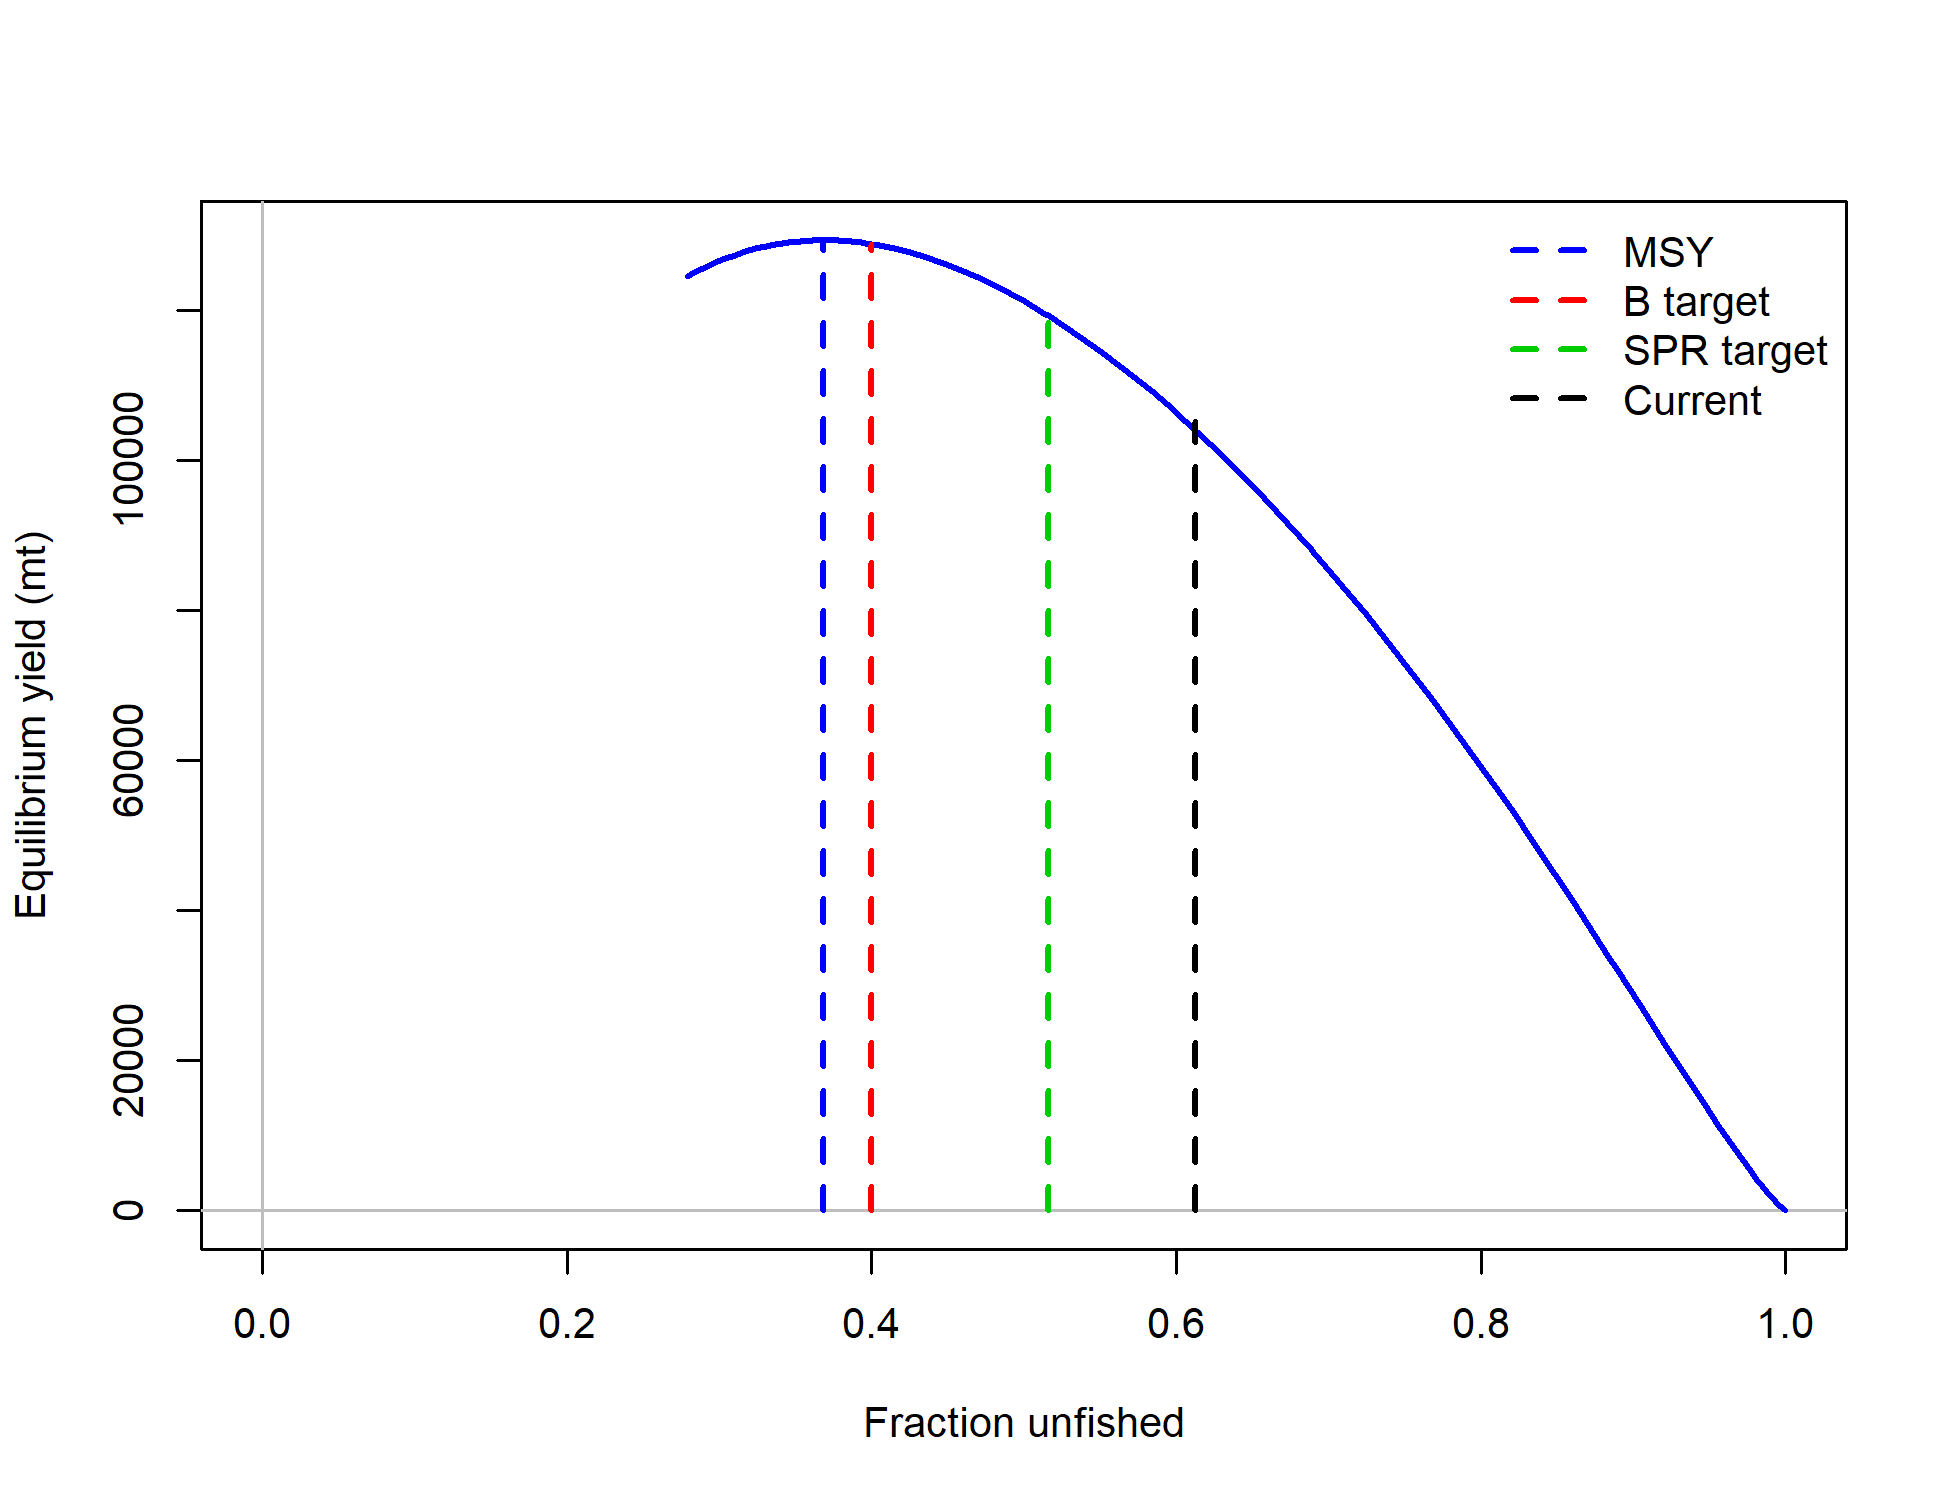 MSY
B target
SPR target
Current
100000
60000
20000
0
Equilibrium yield (mt)
0.0 0.2 0.4 0.6 0.8 1.0
Fraction unfished